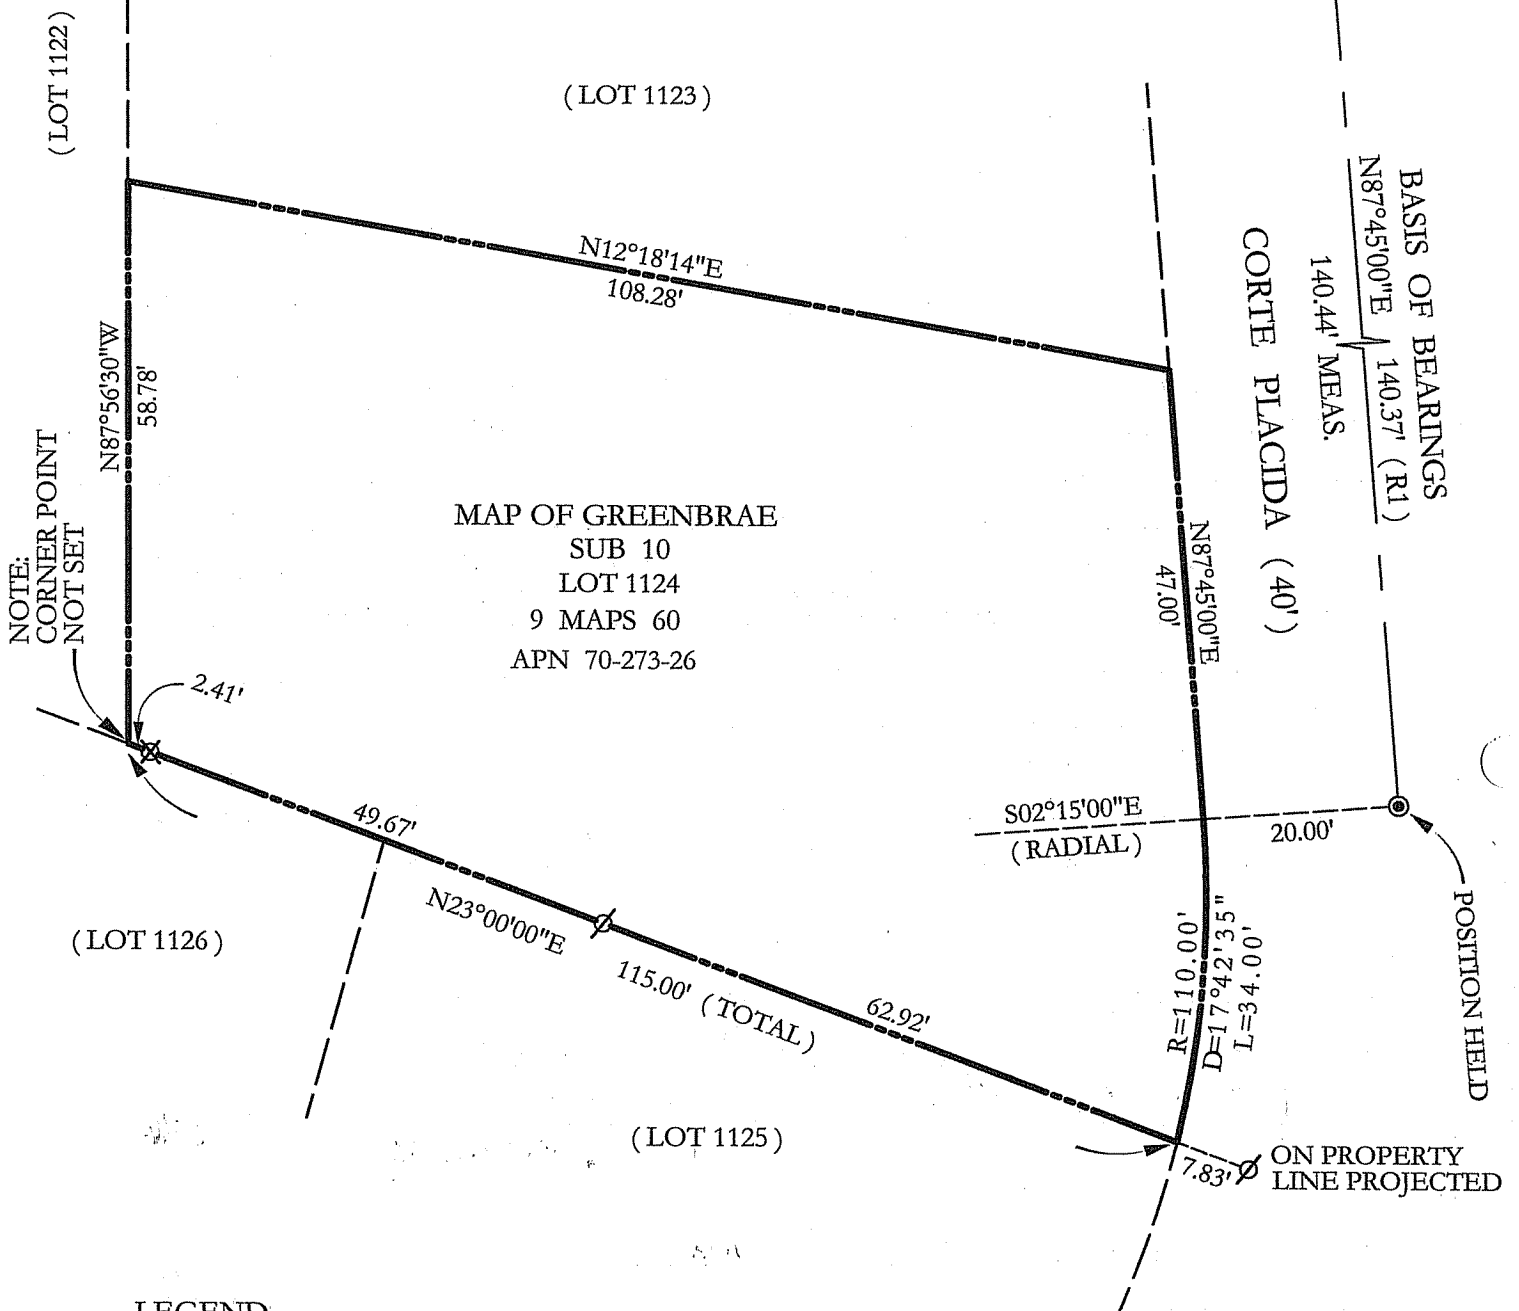 (LOT 1122)
(LOT 1123)
N12°18'14"E
108.28'
BASIS OF BEARINGS
N87°45'00"E 140.37' (R1)
140.44' MEAS.
CORTE PLACIDA (40')
N87°56'30"W
58.78'
NOTE:
CORNER POINT
NOT SET
MAP OF GREENBRAE
SUB 10
LOT 1124
9 MAPS 60
APN 70-273-26
N87°45'00"E
47.00'
2.41'
49.67'
S02°15'00"E
(RADIAL)
20.00'
N23°00'00"E
115.00' (TOTAL)
62.92'
R=110.00'
D=17°42'35"
L=34.00'
POSITION HELD
(LOT 1126)
(LOT 1125)
7.83'
ON PROPERTY
LINE PROJECTED
LEGEND: